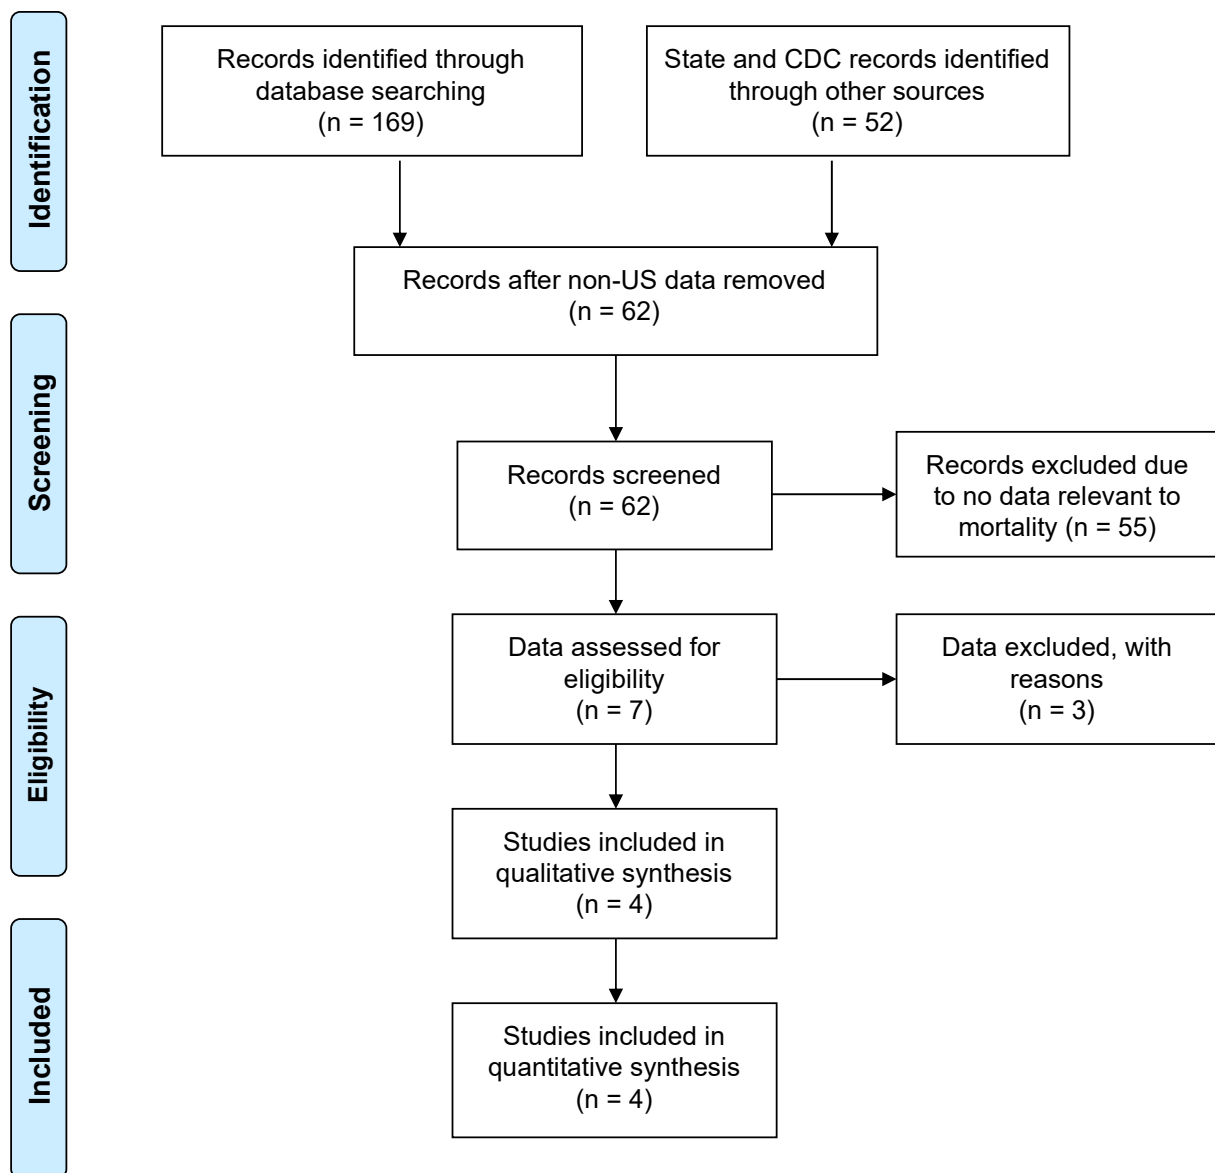 Identification
Records identified through
database searching
(n = 169)
State and CDC records identified
through other sources
(n = 52)
Records after non-US data removed
(n = 62)
Screening
Records screened
(n = 62)
Records excluded due
to no data relevant to
mortality (n = 55)
Eligibility
Data assessed for
eligibility
(n = 7)
Data excluded, with
reasons
(n = 3)
Studies included in
qualitative synthesis
(n = 4)
Included
Studies included in
quantitative synthesis
(n = 4)